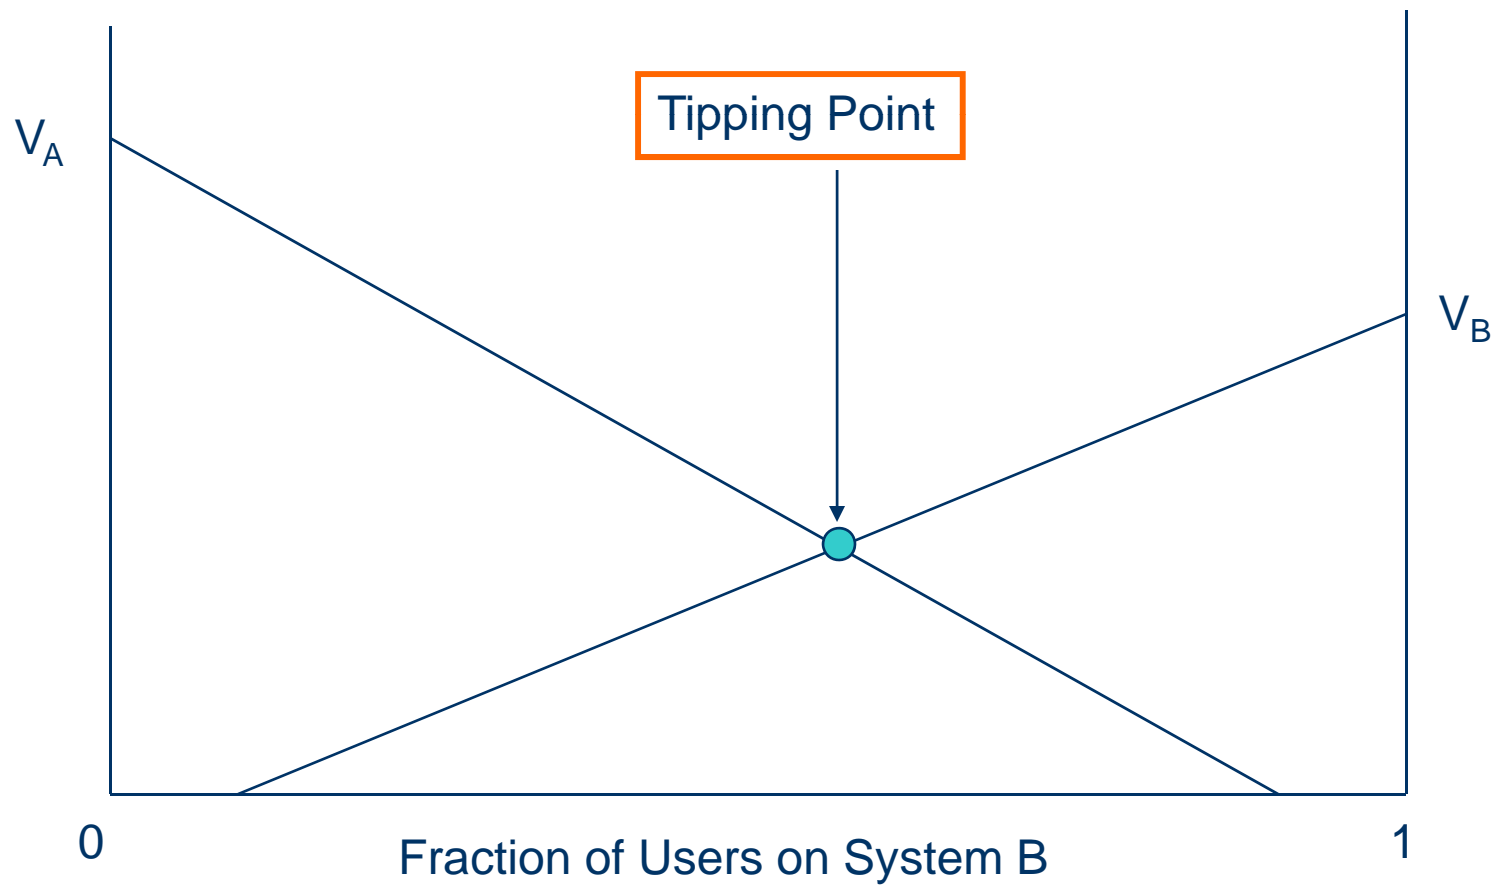 Tipping Point
VA
VB
0
Fraction of Users on System B
1